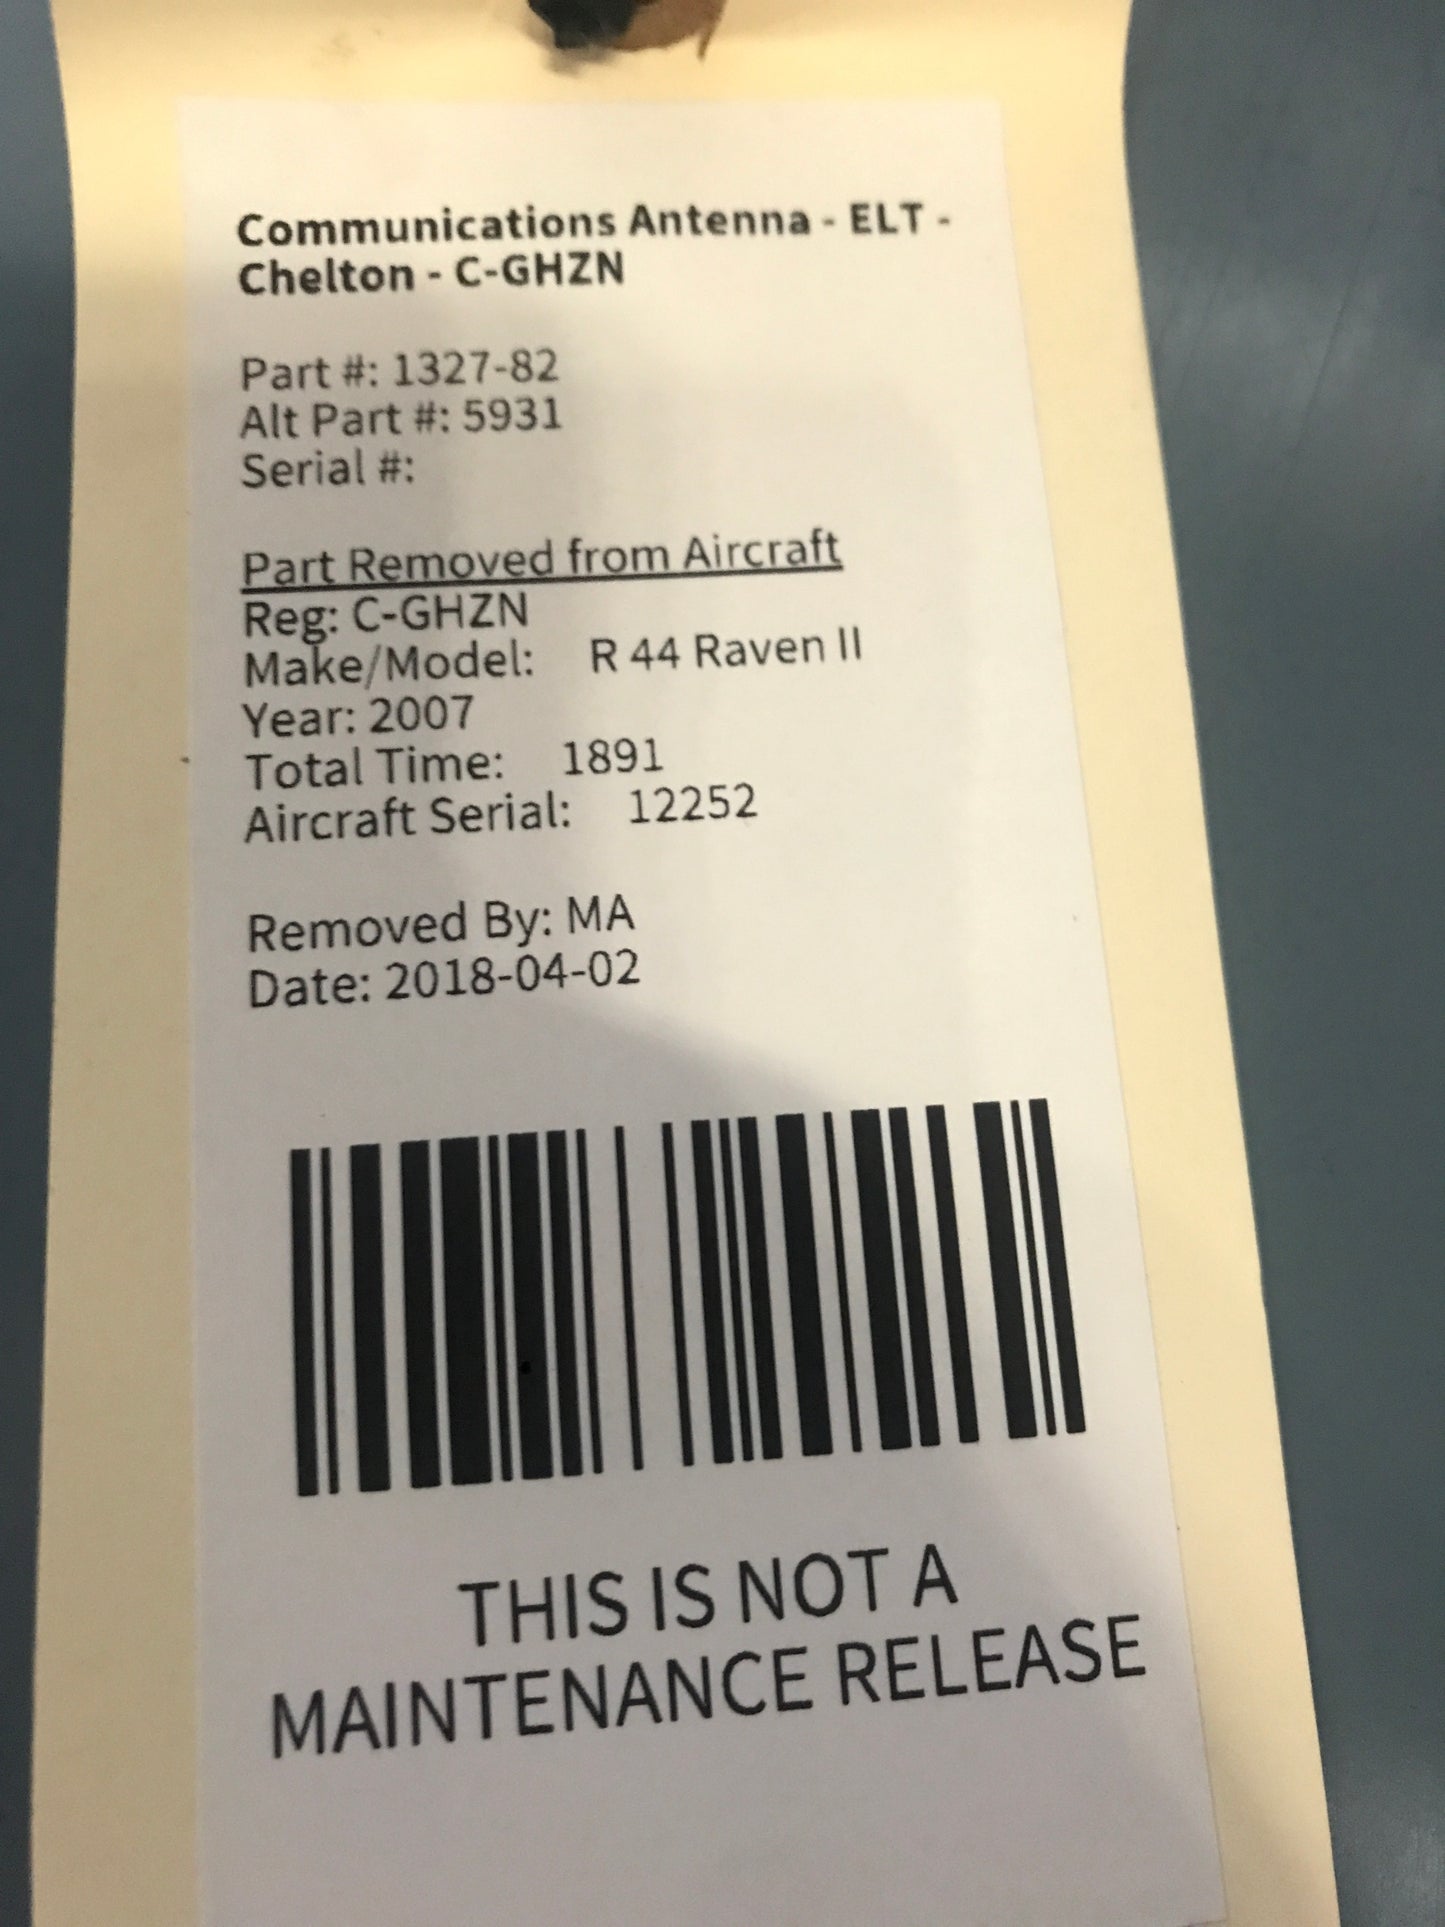 Communications Antenna - ELT -
Chelton - C-GHZN
Part #: 1327-82
Alt Part #: 5931
Serial #:
Part Removed from Aircraft
Reg: C-GHZN
Make/Model: R 44 Raven II
Year: 2007
Total Time: 1891
Aircraft Serial: 12252
Removed By: MA
Date: 2018-04-02
THIS IS NOT A
MAINTENANCE RELEASE